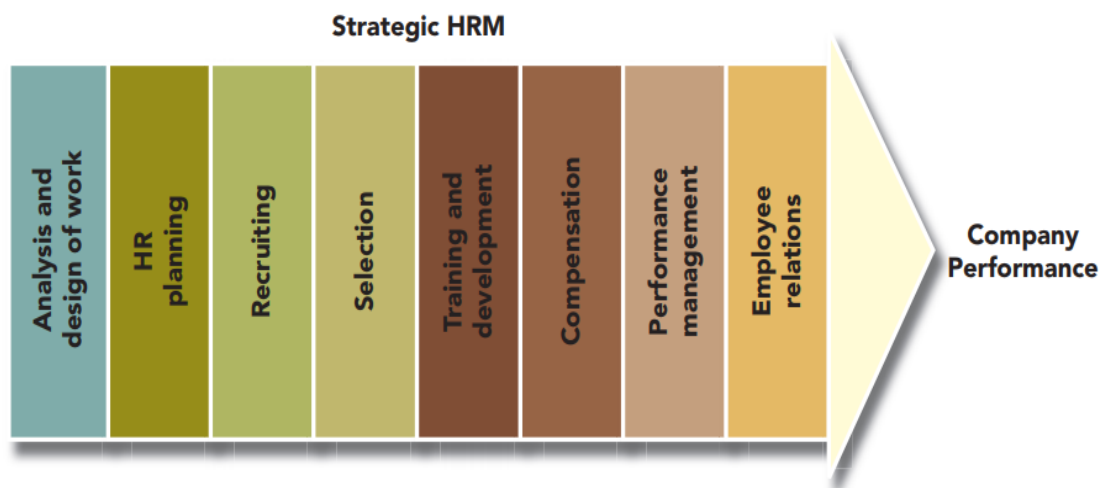 Strategic HRM
Analysis and
design of work
HR
planning
Recruiting
Selection
Training and
development
Compensation
Performance
management
Employee
relations
Company
Performance